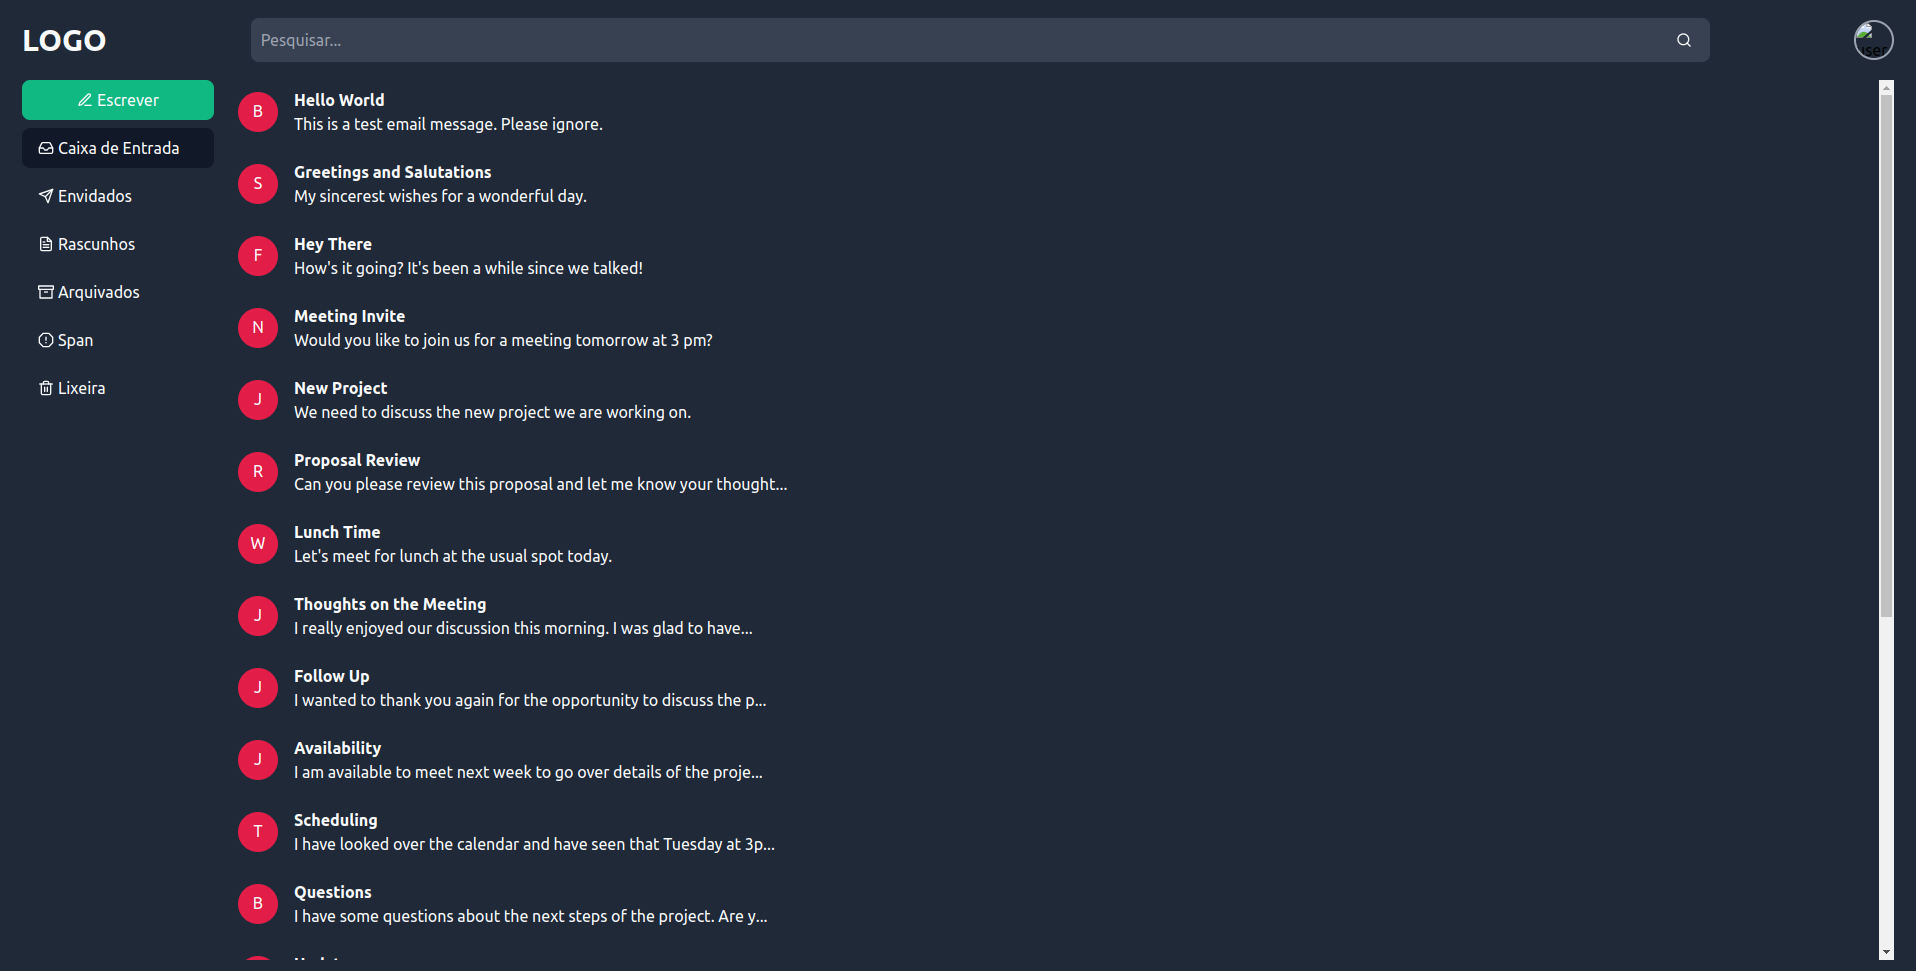 LOGO
Pesquisar...
user
Escrever
Caixa de Entrada
Envidados
Rascunhos
Arquivados
Span
Lixeira
B
Hello World
This is a test email message. Please ignore.
S
Greetings and Salutations
My sincerest wishes for a wonderful day.
F
Hey There
How's it going? It's been a while since we talked!
N
Meeting Invite
Would you like to join us for a meeting tomorrow at 3 pm?
J
New Project
We need to discuss the new project we are working on.
R
Proposal Review
Can you please review this proposal and let me know your thought...
W
Lunch Time
Let's meet for lunch at the usual spot today.
J
Thoughts on the Meeting
I really enjoyed our discussion this morning. I was glad to have...
J
Follow Up
I wanted to thank you again for the opportunity to discuss the p...
J
Availability
I am available to meet next week to go over details of the proje...
T
Scheduling
I have looked over the calendar and have seen that Tuesday at 3p...
B
Questions
I have some questions about the next steps of the project. Are y...